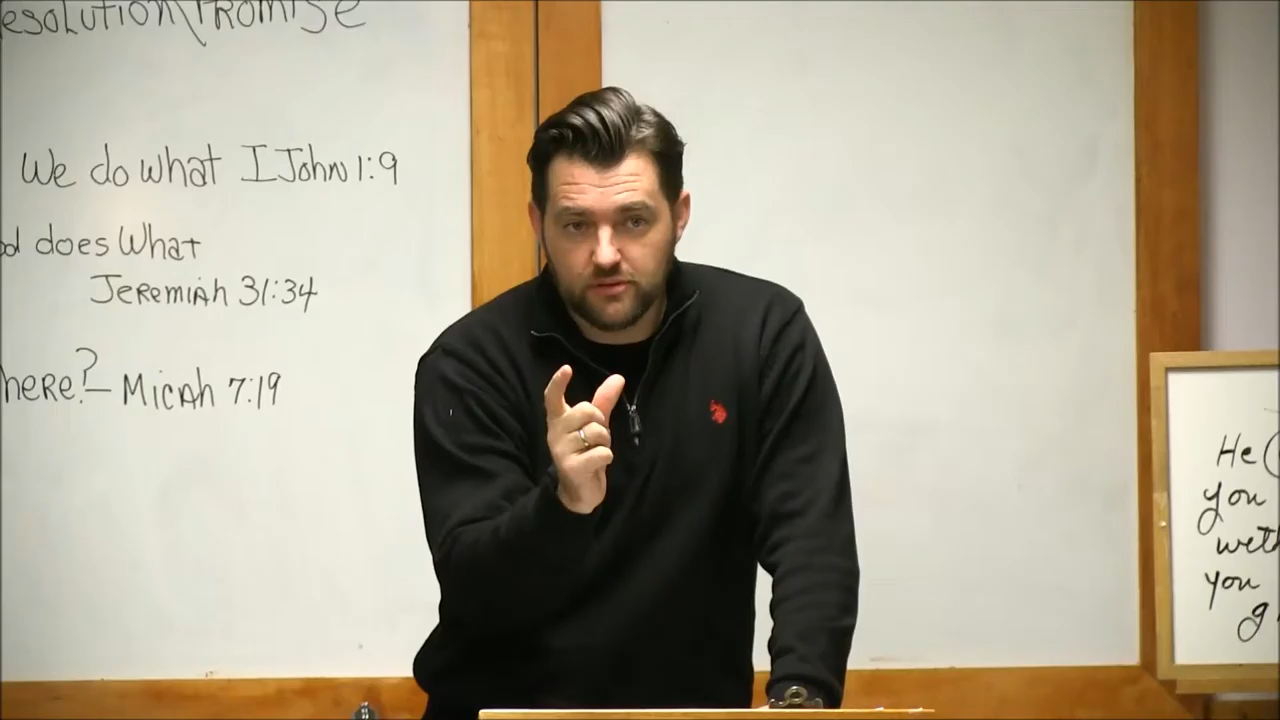 esolution/Promise
We do what I John 1:9
od does What
Jeremiah 31:34
here? - Micah 7:19
He
you
weth
you
g